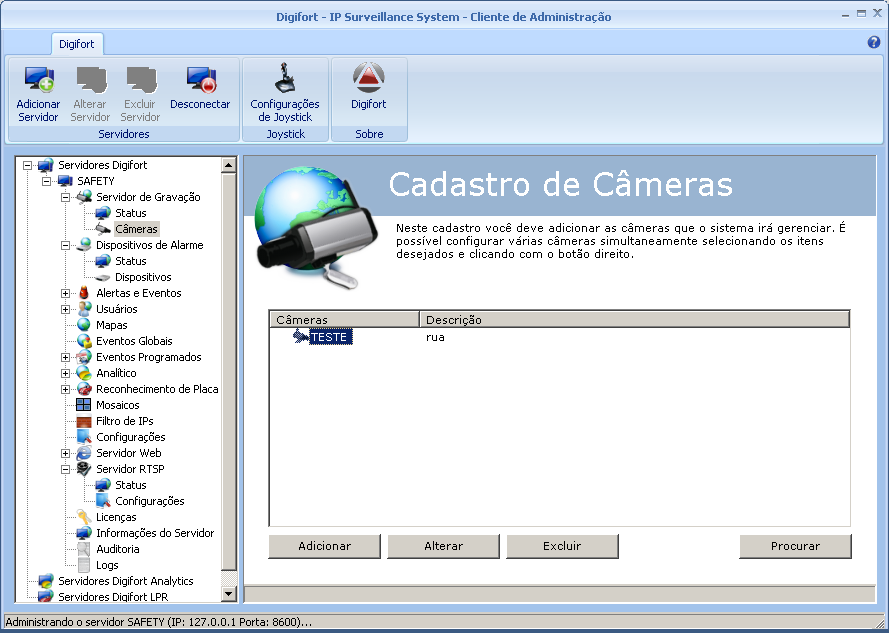 Digifort - IP Surveillance System - Cliente de Administração
Digifort
Adicionar Servidor
Alterar Servidor
Excluir Servidor
Desconectar
Servidores
Configurações de Joystick
Joystick
Digifort
Sobre
Servidores Digifort
SAFETY
Servidor de Gravação
Status
Câmeras
Dispositivos de Alarme
Status
Dispositivos
Alertas e Eventos
Usuários
Mapas
Eventos Globais
Eventos Programados
Analítico
Reconhecimento de Placa
Mosaicos
Filtro de IPs
Configurações
Servidor Web
Servidor RTSP
Status
Configurações
Licenças
Informações do Servidor
Auditoria
Logs
Servidores Digifort Analytics
Servidores Digifort LPR
Cadastro de Câmeras
Neste cadastro você deve adicionar as câmeras que o sistema irá gerenciar. É
possível configurar várias câmeras simultaneamente selecionando os itens
desejados e clicando com o botão direito.
Câmeras Descrição
TESTE rua
Adicionar Alterar Excluir Procurar
Administrando o servidor SAFETY (IP: 127.0.0.1 Porta: 8600)...